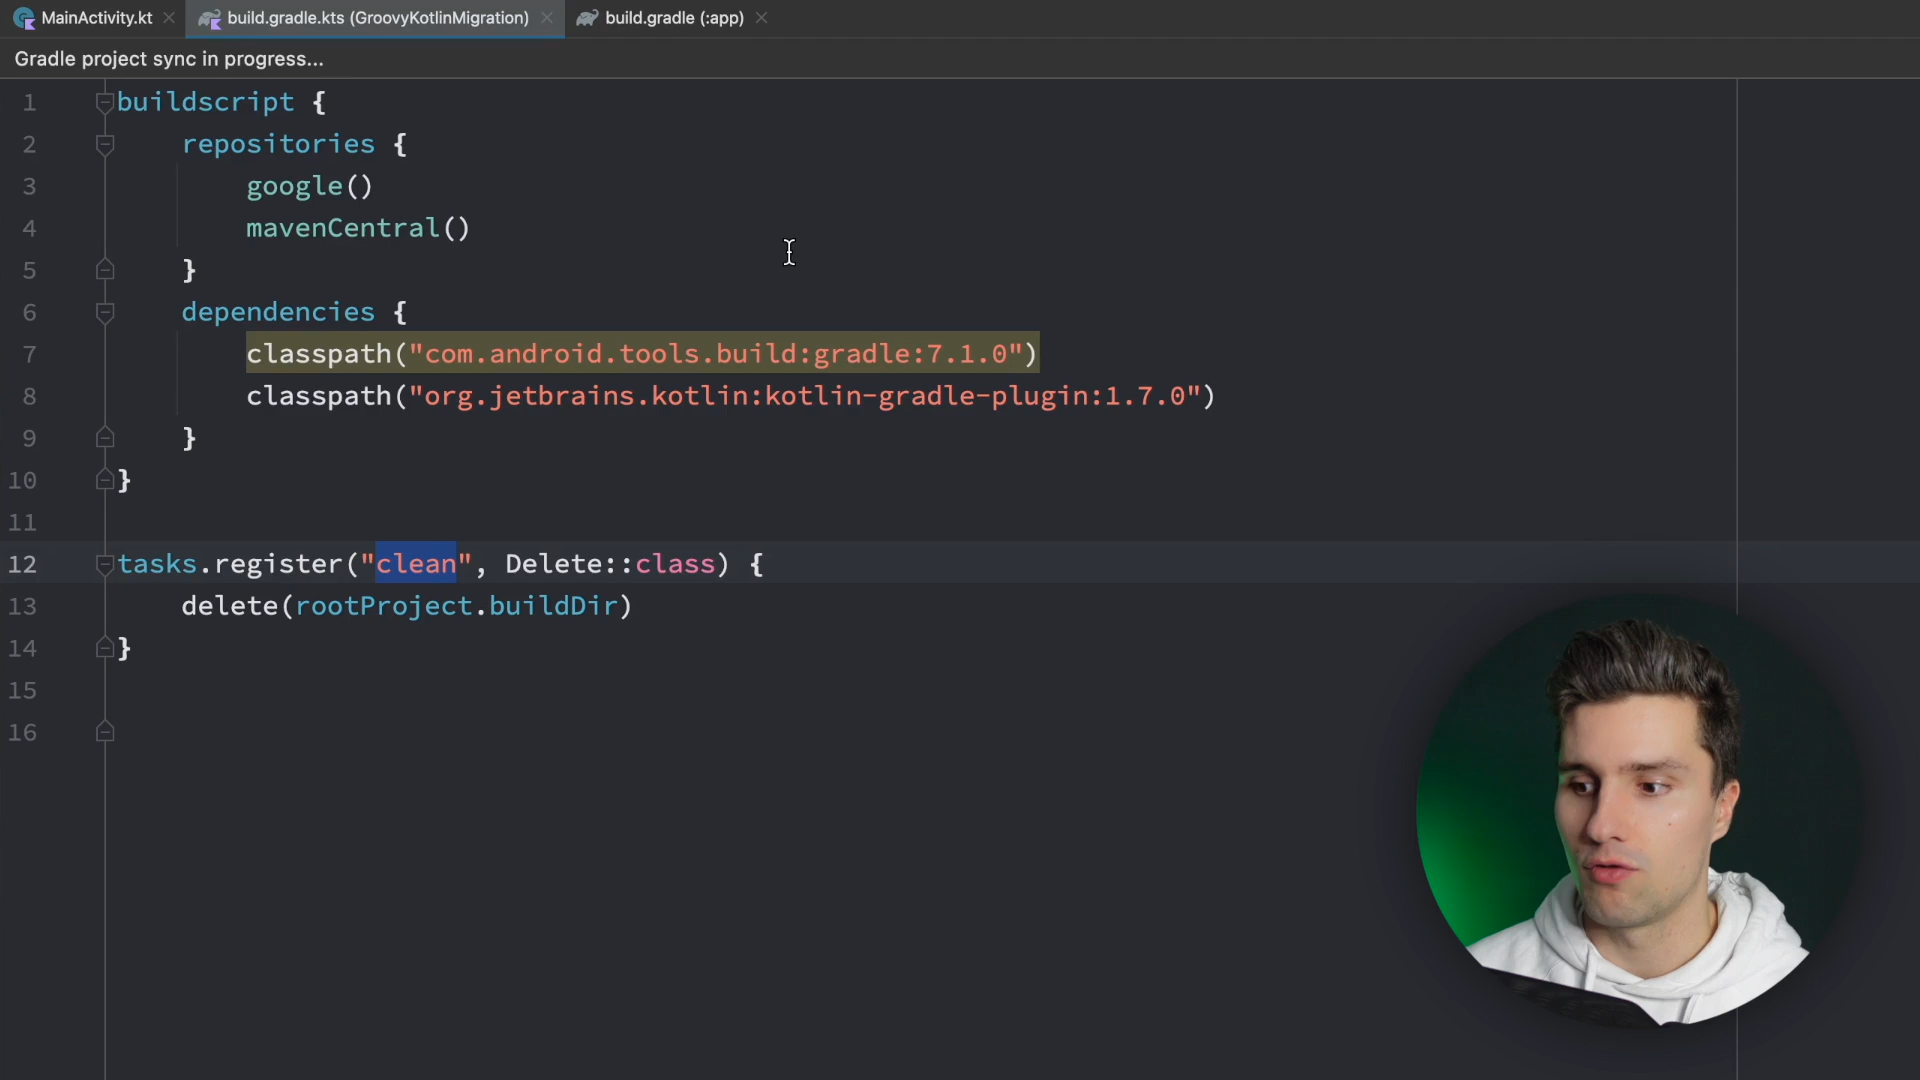 MainActivity.kt
build.gradle.kts (GroovyKotlinMigration)
build.gradle (:app)
Gradle project sync in progress...
1 buildscript {
2 repositories {
3 google()
4 mavenCentral()
5 }
6 dependencies {
7 classpath("com.android.tools.build:gradle:7.1.0")
8 classpath("org.jetbrains.kotlin:kotlin-gradle-plugin:1.7.0")
9 }
10 }
11
12 tasks.register("clean", Delete::class) {
13 delete(rootProject.buildDir)
14 }
15
16